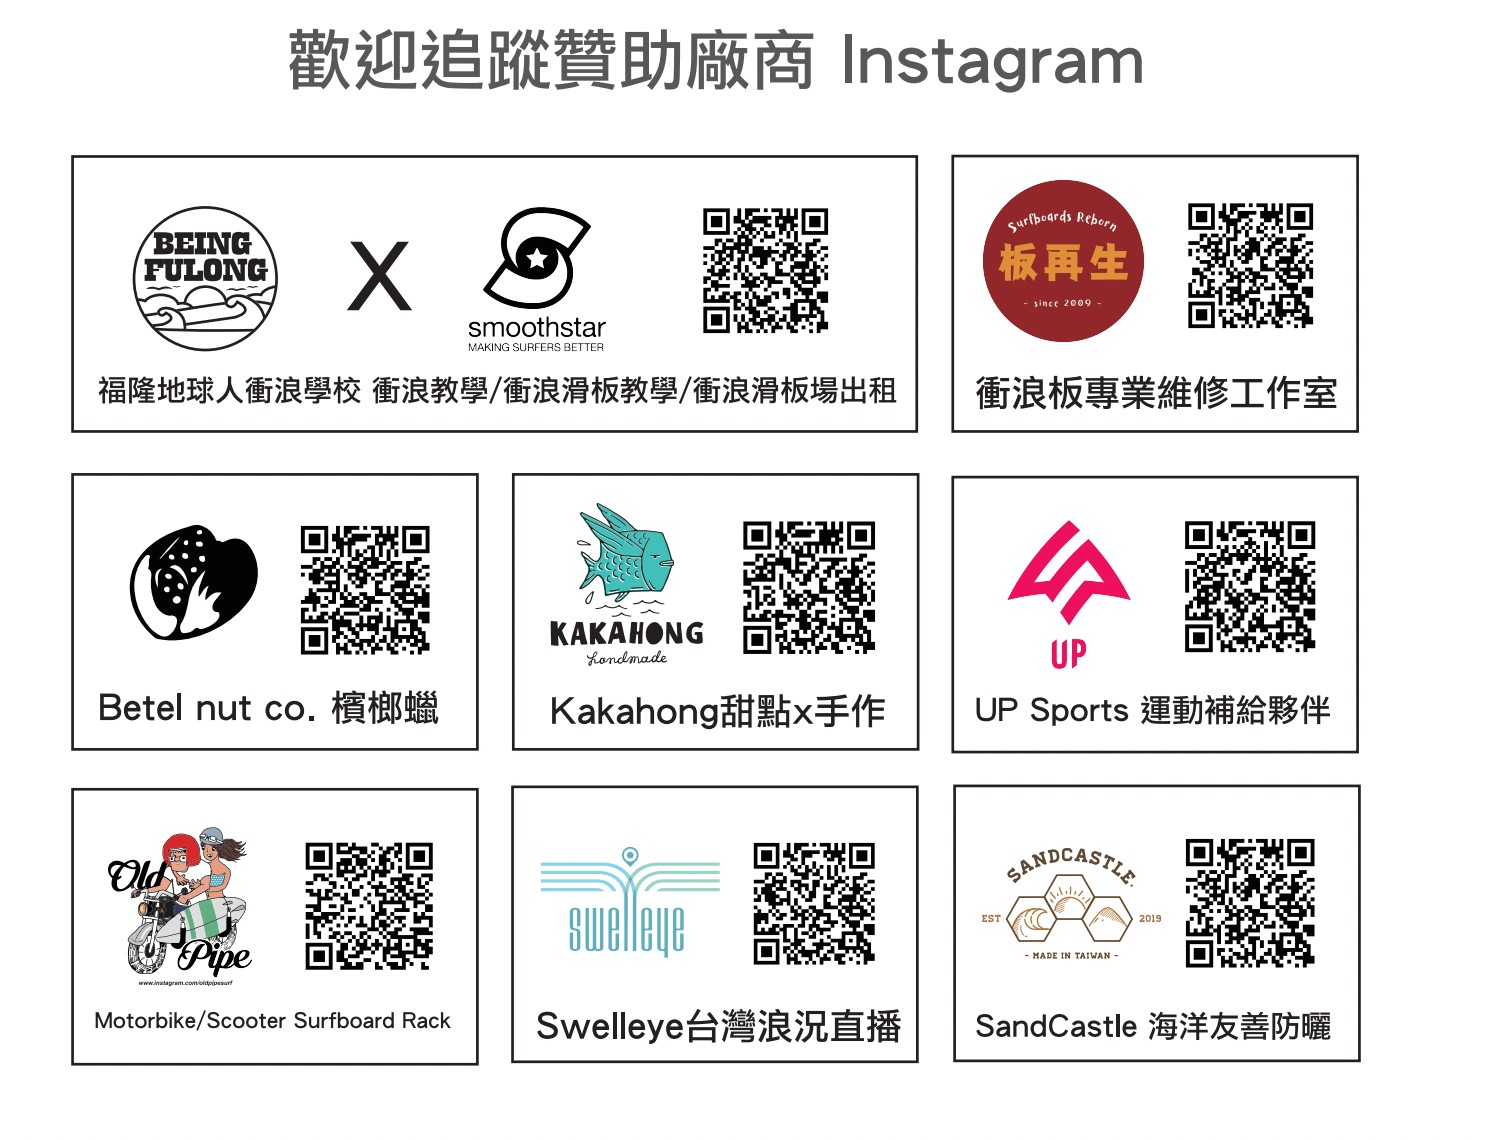 歡迎追蹤贊助廠商 Instagram
BEING
FULONG
X
smoothstar
MAKING SURFERS BETTER
福隆地球人衝浪學校 衝浪教學/衝浪滑板教學/衝浪滑板場出租
Surfboards Reborn
板再生
- since 2009 -
衝浪板專業維修工作室
Betel nut co. 檳榔蠟
KAKAHONG
handmade
Kakahong甜點x手作
UP
UP Sports 運動補給夥伴
Old
Pipe
www.instagram.com/oldpipesurf
Motorbike/Scooter Surfboard Rack
swelleye
Swelleye台灣浪況直播
SANDCASTLE.
EST 2019
- MADE IN TAIWAN -
SandCastle 海洋友善防曬